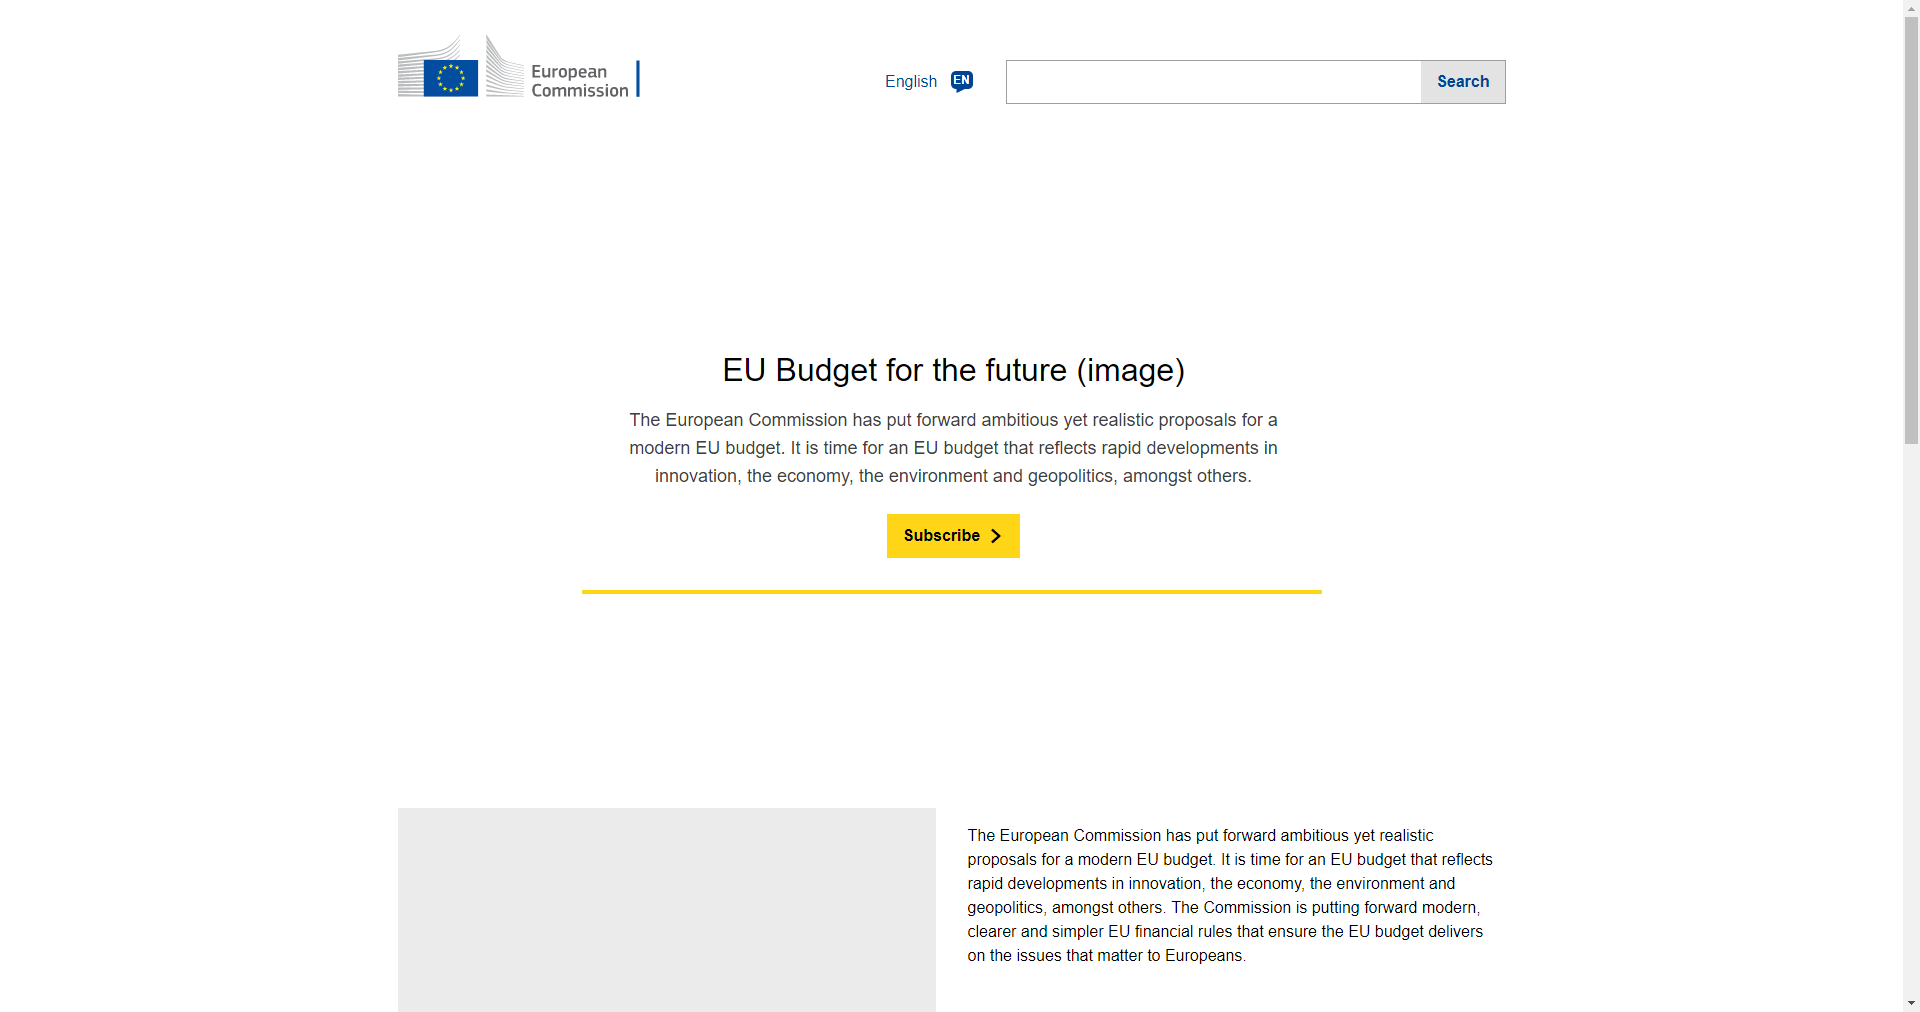 European
Commission
English EN
Search
EU Budget for the future (image)
The European Commission has put forward ambitious yet realistic proposals for a
modern EU budget. It is time for an EU budget that reflects rapid developments in
innovation, the economy, the environment and geopolitics, amongst others.
Subscribe
The European Commission has put forward ambitious yet realistic
proposals for a modern EU budget. It is time for an EU budget that reflects
rapid developments in innovation, the economy, the environment and
geopolitics, amongst others. The Commission is putting forward modern,
clearer and simpler EU financial rules that ensure the EU budget delivers
on the issues that matter to Europeans.